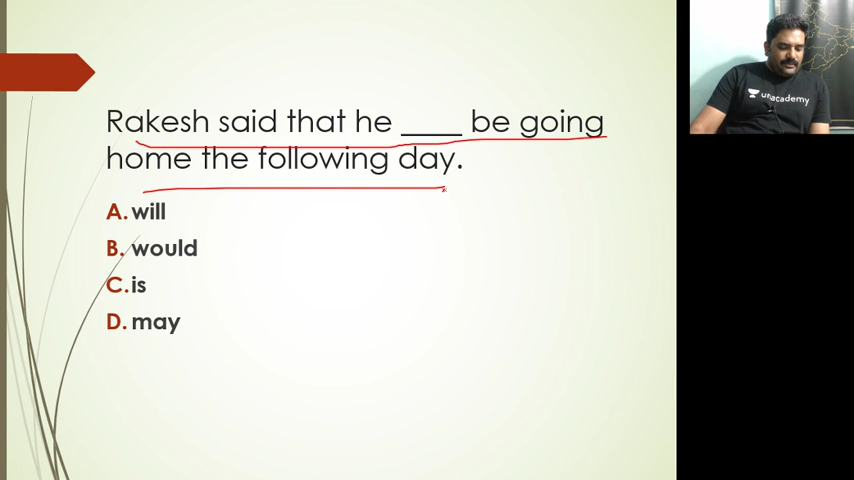 Rakesh said that he ____ be going
home the following day.
A. will
B. would
C. is
D. may
unacademy